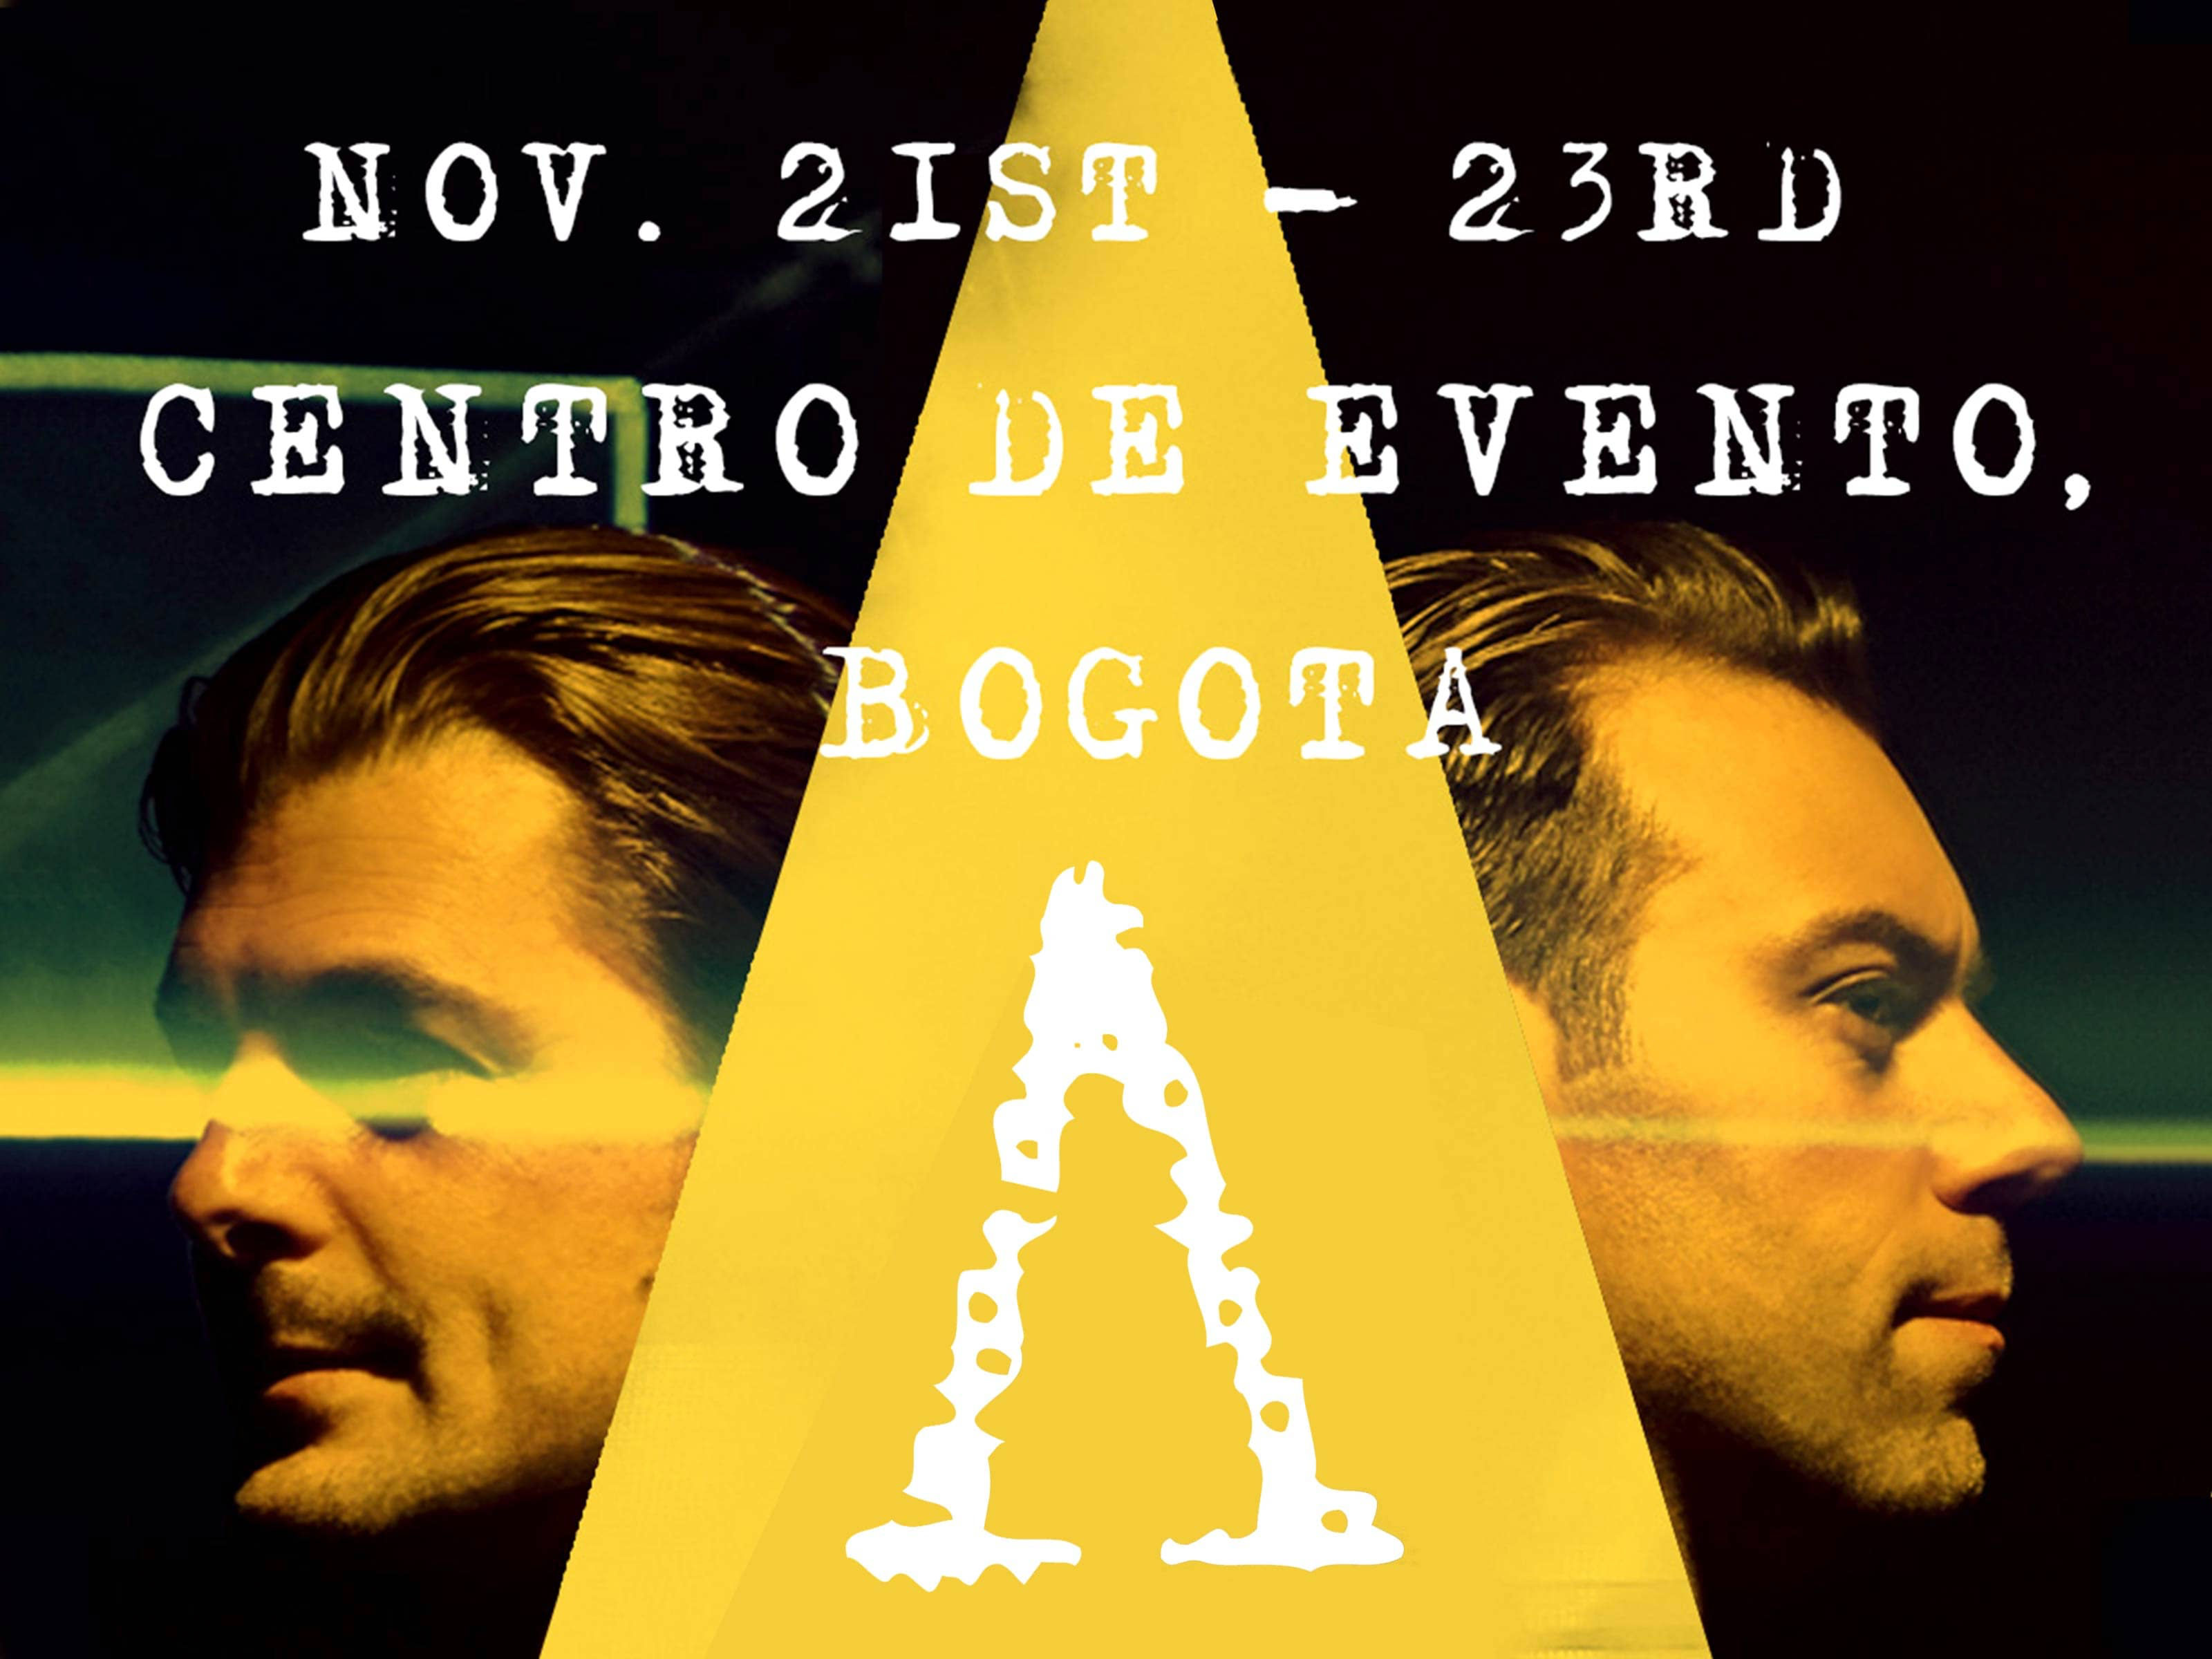 NOV. 21ST - 23RD
CENTRO DE EVENTO,
BOGOTA
Λ